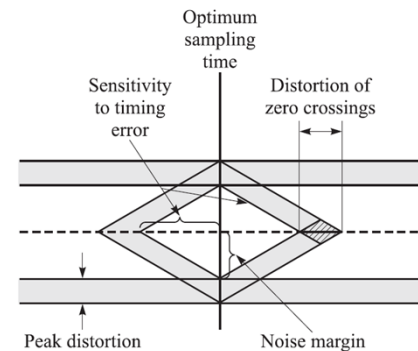 Optimum
sampling
time
Sensitivity
to timing
error
Distortion of
zero crossings
Peak distortion
Noise margin